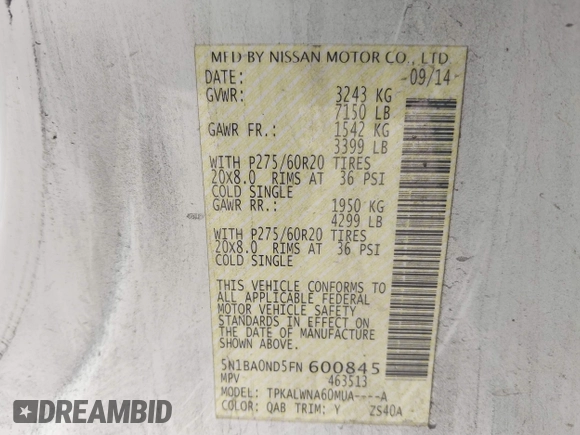 MFD BY NISSAN MOTOR CO., LTD
DATE: 09/14
GVWR: 3243 KG
7150 LB
GAWR FR.: 1542 KG
3399 LB
WITH P275/60R20 TIRES
20X8.0 RIMS AT 36 PSI
COLD SINGLE
GAWR RR.: 1950 KG
4299 LB
WITH P275/60R20 TIRES
20X8.0 RIMS AT 36 PSI
COLD SINGLE
THIS VEHICLE CONFORMS TO
ALL APPLICABLE FEDERAL
MOTOR VEHICLE SAFETY
STANDARDS IN EFFECT ON
THE DATE OF MANUFACTURE
SHOWN ABOVE.
5N1BA0ND5FN 600845
MPV 463513
MODEL: TPKALWNA60MUA----A
COLOR: QAB TRIM: Y ZS40A
DEALERS CLUB